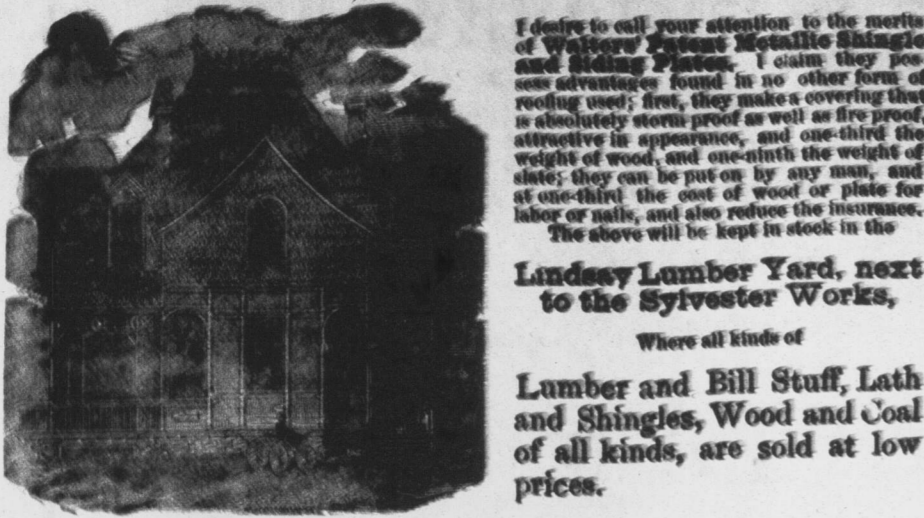 I desire to call your attention to the merits
of Walters' Patent Metallic Shingle
and Siding Plates. I claim they pos-
sess advantages found in no other form of
roofing used; first, they make a covering that
is absolutely storm proof as well as fire proof,
attractive in appearance, and one-third the
weight of wood, and one-ninth the weight of
slate; they can be put on by any man, and
at one-third the cost of wood or plate for
labor or nails, and also reduce the insurance.
The above will be kept in stock in the
Lindsay Lumber Yard, next
to the Sylvester Works,
Where all kinds of
Lumber and Bill Stuff, Lath
and Shingles, Wood and Coal
of all kinds, are sold at low
prices.